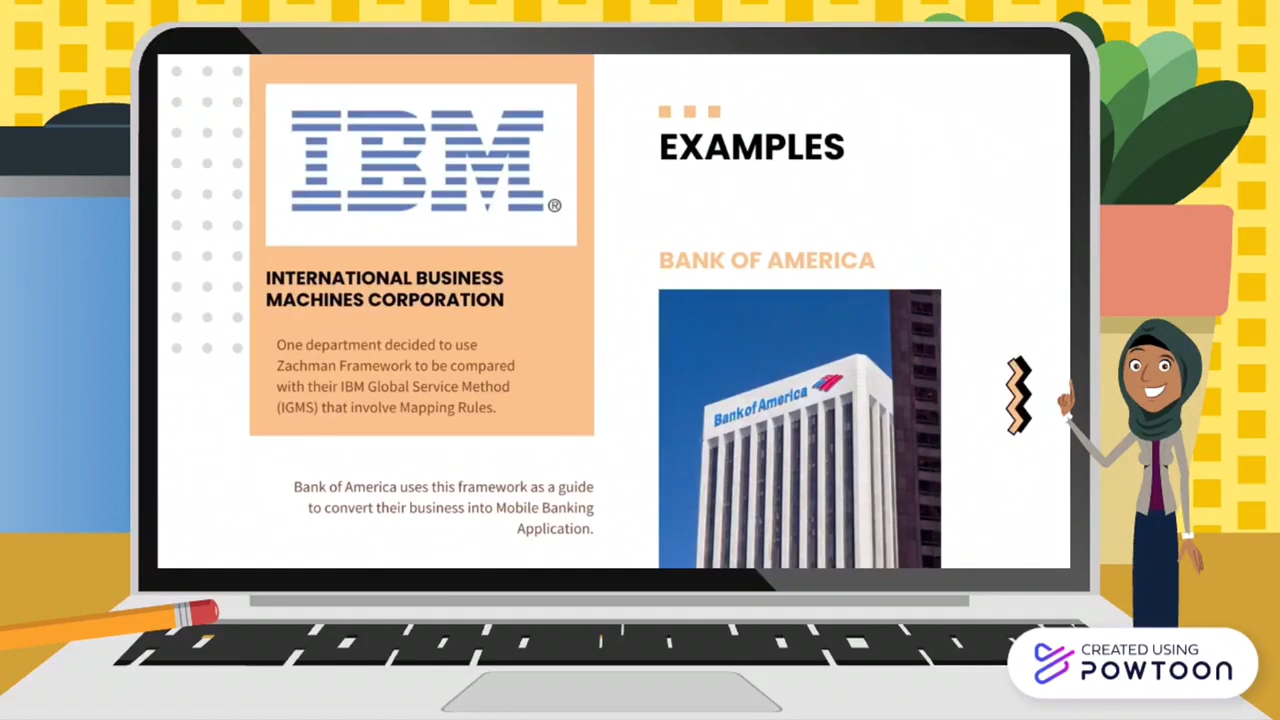 IBM®
INTERNATIONAL BUSINESS
MACHINES CORPORATION
One department decided to use
Zachman Framework to be compared
with their IBM Global Service Method
(IGMS) that involve Mapping Rules.
Bank of America uses this framework as a guide
to convert their business into Mobile Banking
Application.
EXAMPLES
BANK OF AMERICA
Bank of America
CREATED USING
POWTOON